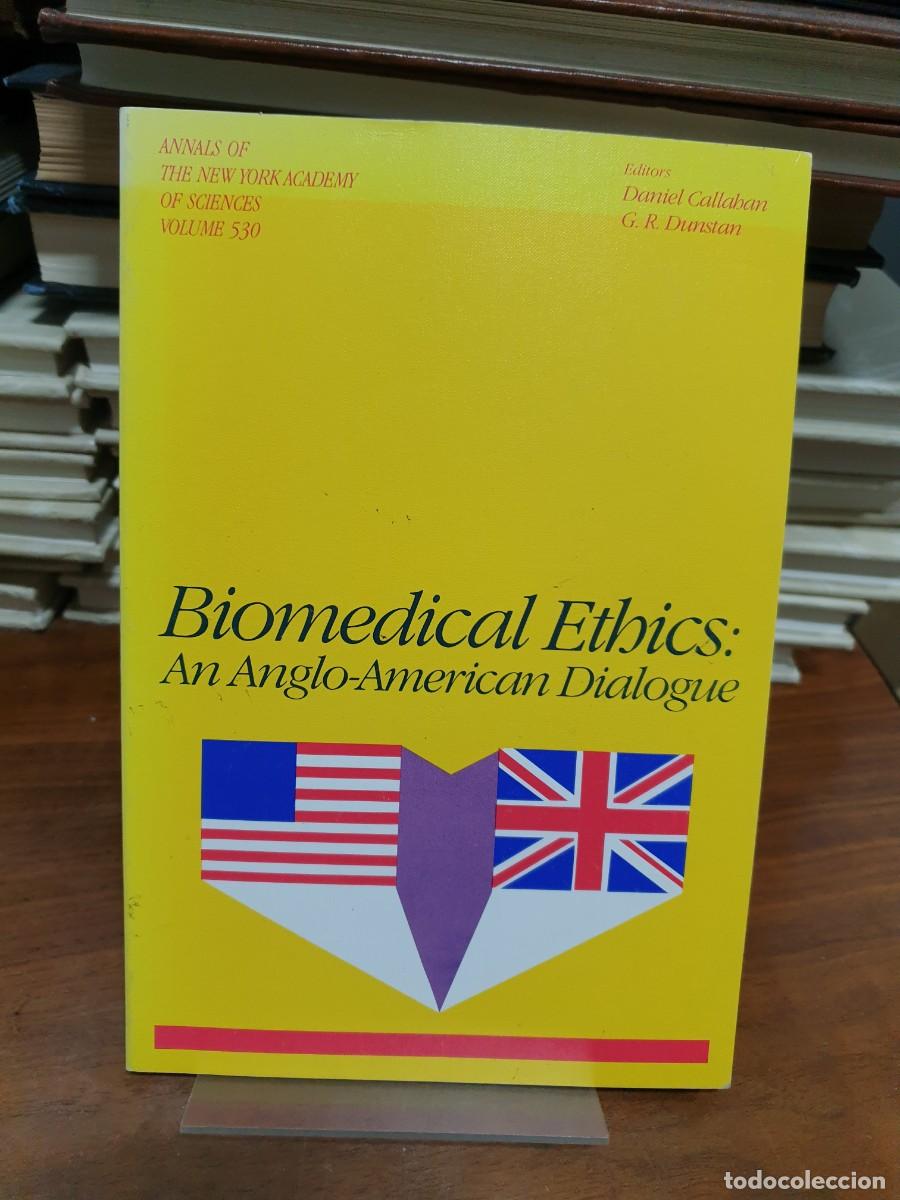 ANNALS OF
THE NEW YORK ACADEMY
OF SCIENCES
VOLUME 530
Editors
Daniel Callahan
G. R. Dunstan
Biomedical Ethics:
An Anglo-American Dialogue
todocoleccion